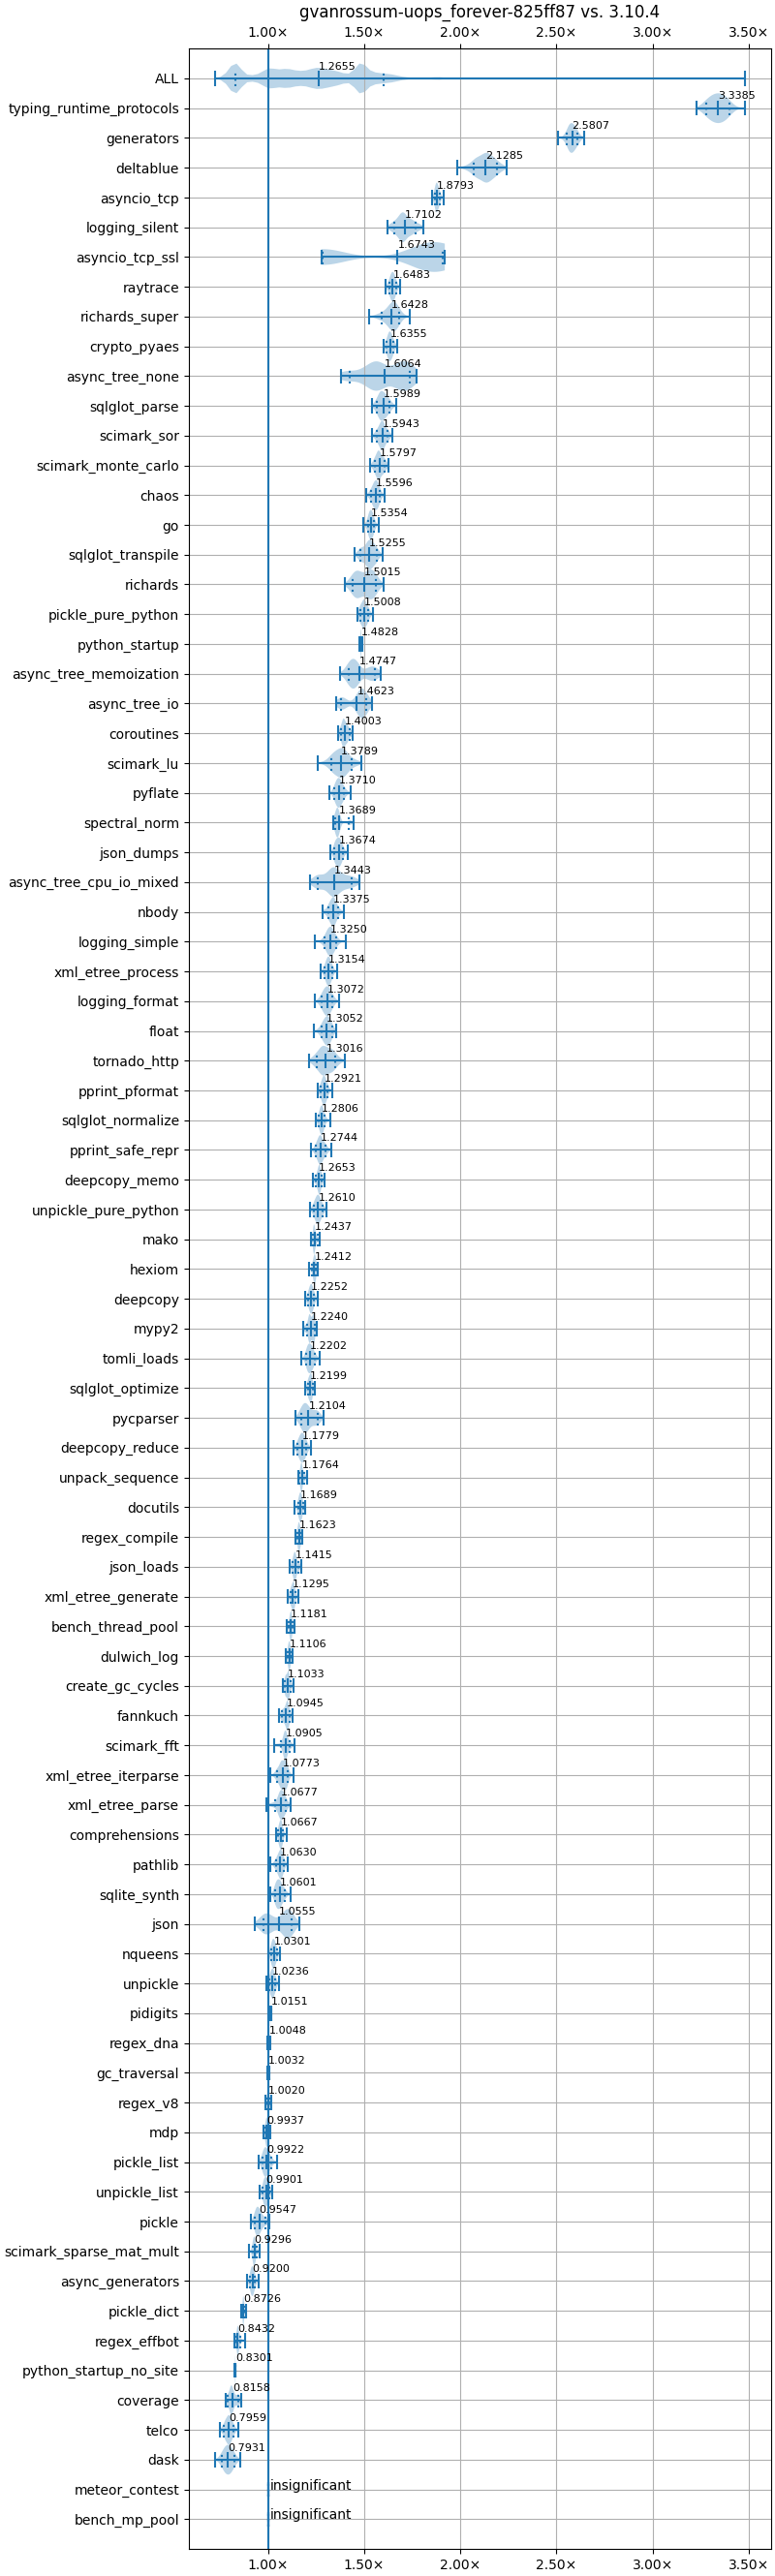 gvanrossum-uops_forever-825ff87 vs. 3.10.4
1.00× 1.50× 2.00× 2.50× 3.00× 3.50×
ALL 1.2655
typing_runtime_protocols 3.3385
generators 2.5807
deltablue 2.1285
asyncio_tcp 1.8793
logging_silent 1.7102
asyncio_tcp_ssl 1.6743
raytrace 1.6483
richards_super 1.6428
crypto_pyaes 1.6355
async_tree_none 1.6064
sqlglot_parse 1.5989
scimark_sor 1.5943
scimark_monte_carlo 1.5797
chaos 1.5596
go 1.5354
sqlglot_transpile 1.5255
richards 1.5015
pickle_pure_python 1.5008
python_startup 1.4828
async_tree_memoization 1.4747
async_tree_io 1.4623
coroutines 1.4003
scimark_lu 1.3789
pyflate 1.3710
spectral_norm 1.3689
json_dumps 1.3674
async_tree_cpu_io_mixed 1.3443
nbody 1.3375
logging_simple 1.3250
xml_etree_process 1.3154
logging_format 1.3072
float 1.3052
tornado_http 1.3016
pprint_pformat 1.2921
sqlglot_normalize 1.2806
pprint_safe_repr 1.2744
deepcopy_memo 1.2653
unpickle_pure_python 1.2610
mako 1.2437
hexiom 1.2412
deepcopy 1.2252
mypy2 1.2240
tomli_loads 1.2202
sqlglot_optimize 1.2199
pycparser 1.2104
deepcopy_reduce 1.1779
unpack_sequence 1.1764
docutils 1.1689
regex_compile 1.1623
json_loads 1.1415
xml_etree_generate 1.1295
bench_thread_pool 1.1181
dulwich_log 1.1106
create_gc_cycles 1.1033
fannkuch 1.0945
scimark_fft 1.0905
xml_etree_iterparse 1.0773
xml_etree_parse 1.0677
comprehensions 1.0667
pathlib 1.0630
sqlite_synth 1.0601
json 1.0555
nqueens 1.0301
unpickle 1.0236
pidigits 1.0151
regex_dna 1.0048
gc_traversal 1.0032
regex_v8 1.0020
mdp 0.9937
pickle_list 0.9922
unpickle_list 0.9901
pickle 0.9547
scimark_sparse_mat_mult 0.9296
async_generators 0.9200
pickle_dict 0.8726
regex_effbot 0.8432
python_startup_no_site 0.8301
coverage 0.8158
telco 0.7959
dask 0.7931
meteor_contest insignificant
bench_mp_pool insignificant
1.00× 1.50× 2.00× 2.50× 3.00× 3.50×